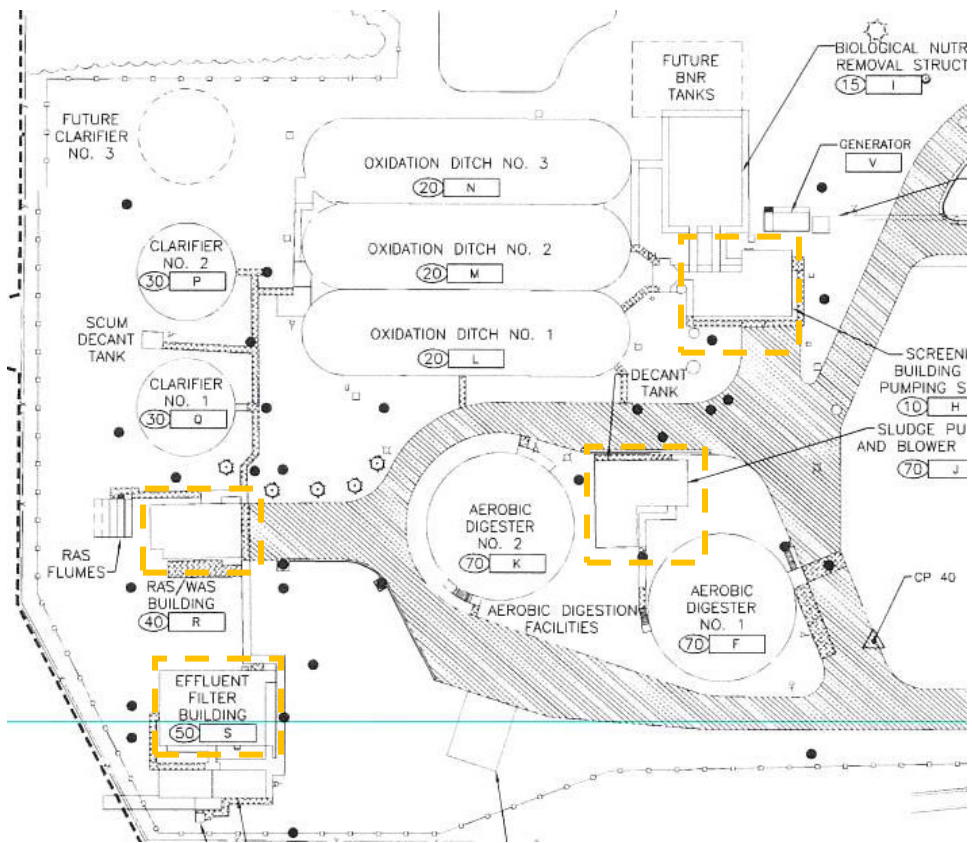 FUTURE
BNR
TANKS
BIOLOGICAL NUTR
REMOVAL STRUCT
15 I
FUTURE
CLARIFIER
NO. 3
GENERATOR
V
OXIDATION DITCH NO. 3
20 N
CLARIFIER
NO. 2
30 P
OXIDATION DITCH NO. 2
20 M
SCUM
DECANT
TANK
OXIDATION DITCH NO. 1
20 L
SCREENI
BUILDING
PUMPING S
10 H
DECANT
TANK
CLARIFIER
NO. 1
30 Q
SLUDGE PU
AND BLOWER
70 J
AEROBIC
DIGESTER
NO. 2
70 K
RAS
FLUMES
RAS/WAS
BUILDING
40 R
AEROBIC DIGESTION
FACILITIES
AEROBIC
DIGESTER
NO. 1
70 F
CP 40
EFFLUENT
FILTER
BUILDING
50 S